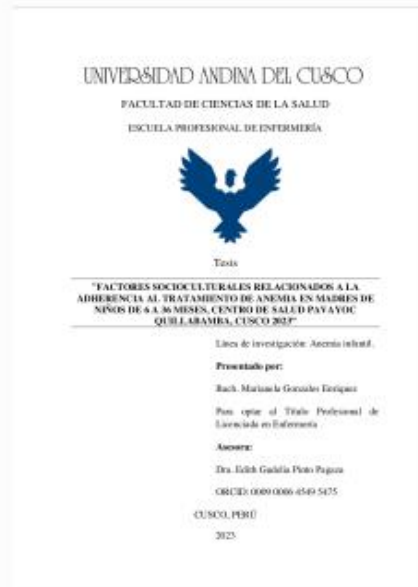 UNIVERSIDAD ANDINA DEL CUSCO
FACULTAD DE CIENCIAS DE LA SALUD
ESCUELA PROFESIONAL DE ENFERMERÍA
Tesis
"FACTORES SOCIOCULTURALES RELACIONADOS A LA
ADHERENCIA AL TRATAMIENTO DE ANEMIA EN MADRES DE
NIÑOS DE 6 A 36 MESES, CENTRO DE SALUD PAVAYOC
QUILLABAMBA, CUSCO 2023"
Línea de investigación: Anemia infantil.
Presentado por:
Bach. Marianela Gonzales Enriquez
Para optar al Título Profesional de
Licenciada en Enfermería
Asesora:
Dra. Edith Gudelia Pinto Pagaza
ORCID: 0009 0006 4549 5475
CUSCO, PERÚ
2023